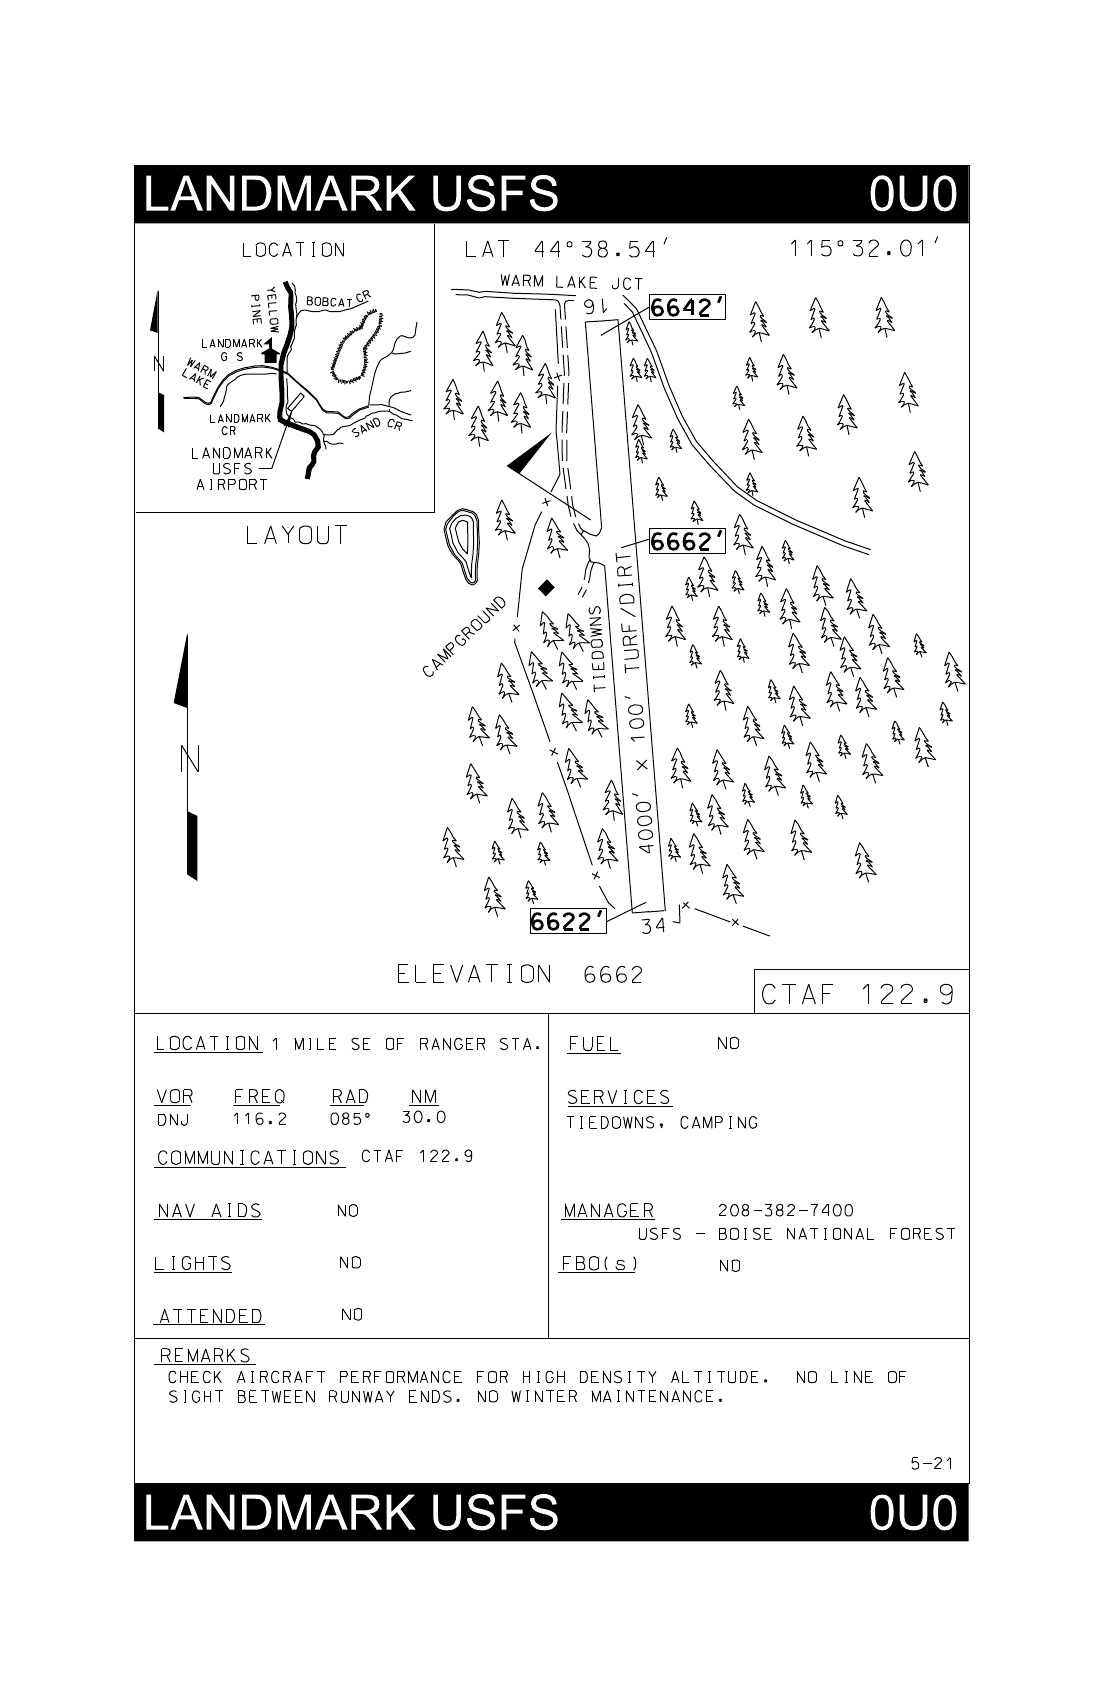 LANDMARK USFS 0U0
LOCATION
YELLOW
PINE
BOBCAT CR
LANDMARK
G S
N
WARM
LAKE
LANDMARK
CR
SAND CR
LANDMARK
USFS
AIRPORT
LAYOUT
N
LAT 44°38.54′ 115°32.01′
WARM LAKE JCT
16
6642′
6662′
CAMPGROUND
TIEDOWNS
4000′ × 100′ TURF/DIRT
6622′
34
ELEVATION 6662
CTAF 122.9
LOCATION 1 MILE SE OF RANGER STA.
VOR FREQ RAD NM
DNJ 116.2 085° 30.0
COMMUNICATIONS CTAF 122.9
NAV AIDS NO
LIGHTS NO
ATTENDED NO
FUEL NO
SERVICES
TIEDOWNS, CAMPING
MANAGER 208-382-7400
USFS - BOISE NATIONAL FOREST
FBO(s) NO
REMARKS
CHECK AIRCRAFT PERFORMANCE FOR HIGH DENSITY ALTITUDE. NO LINE OF
SIGHT BETWEEN RUNWAY ENDS. NO WINTER MAINTENANCE.
5-21
LANDMARK USFS 0U0